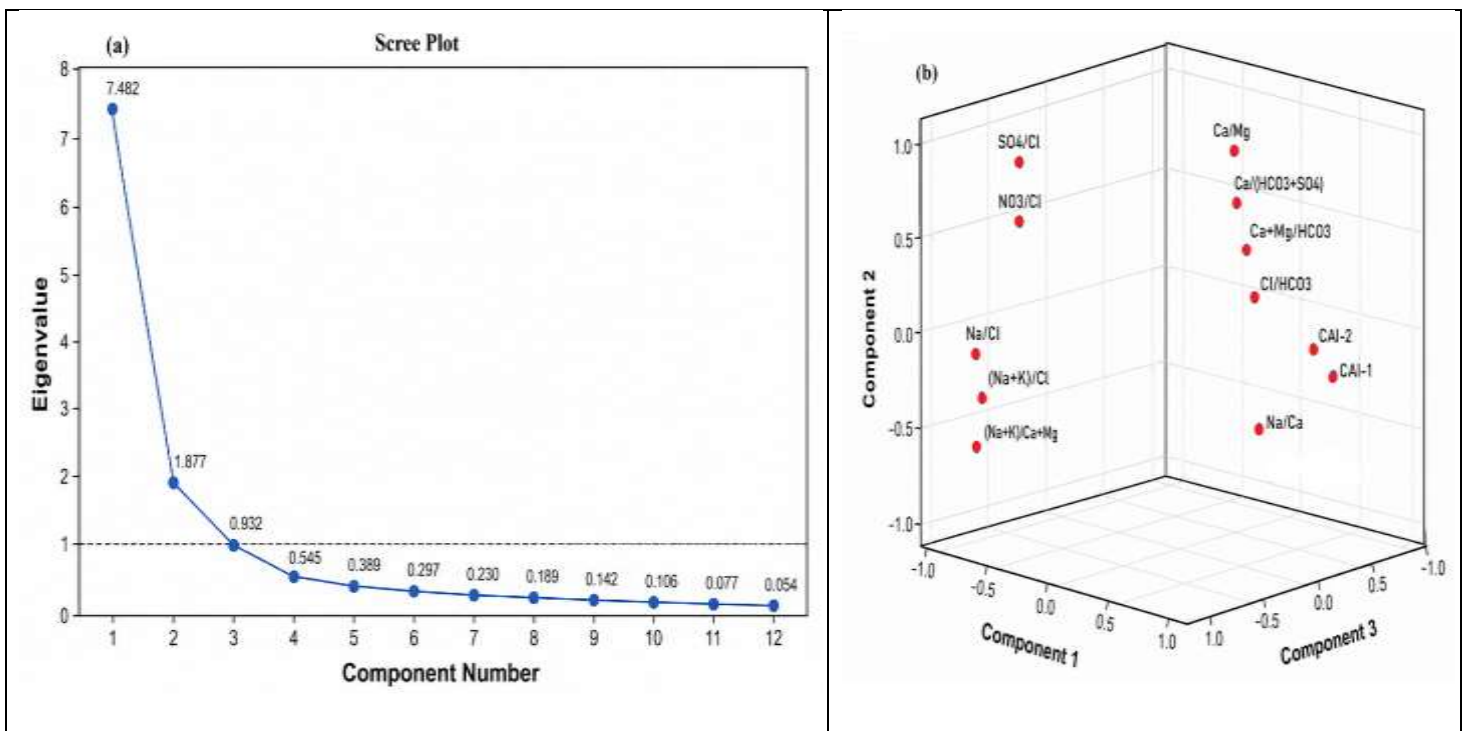 (a)
Scree Plot
8
7
6
5
4
3
2
1
0
7.482
1.877
0.932
0.545
0.389
0.297
0.230
0.189
0.142
0.106
0.077
0.054
Eigenvalue
1 2 3 4 5 6 7 8 9 10 11 12
Component Number
(b)
SO4/Cl
NO3/Cl
Na/Cl
(Na+K)/Cl
(Na+K)/Ca+Mg
Ca/Mg
Ca/(HCO3+SO4)
Ca+Mg/HCO3
Cl/HCO3
CAI-2
CAI-1
Na/Ca
Component 2
1.0
0.5
0.0
-0.5
-1.0
-1.0
-0.5
0.0
0.5
1.0
Component 1
1.0
-0.5
0.0
0.5
-1.0
Component 3